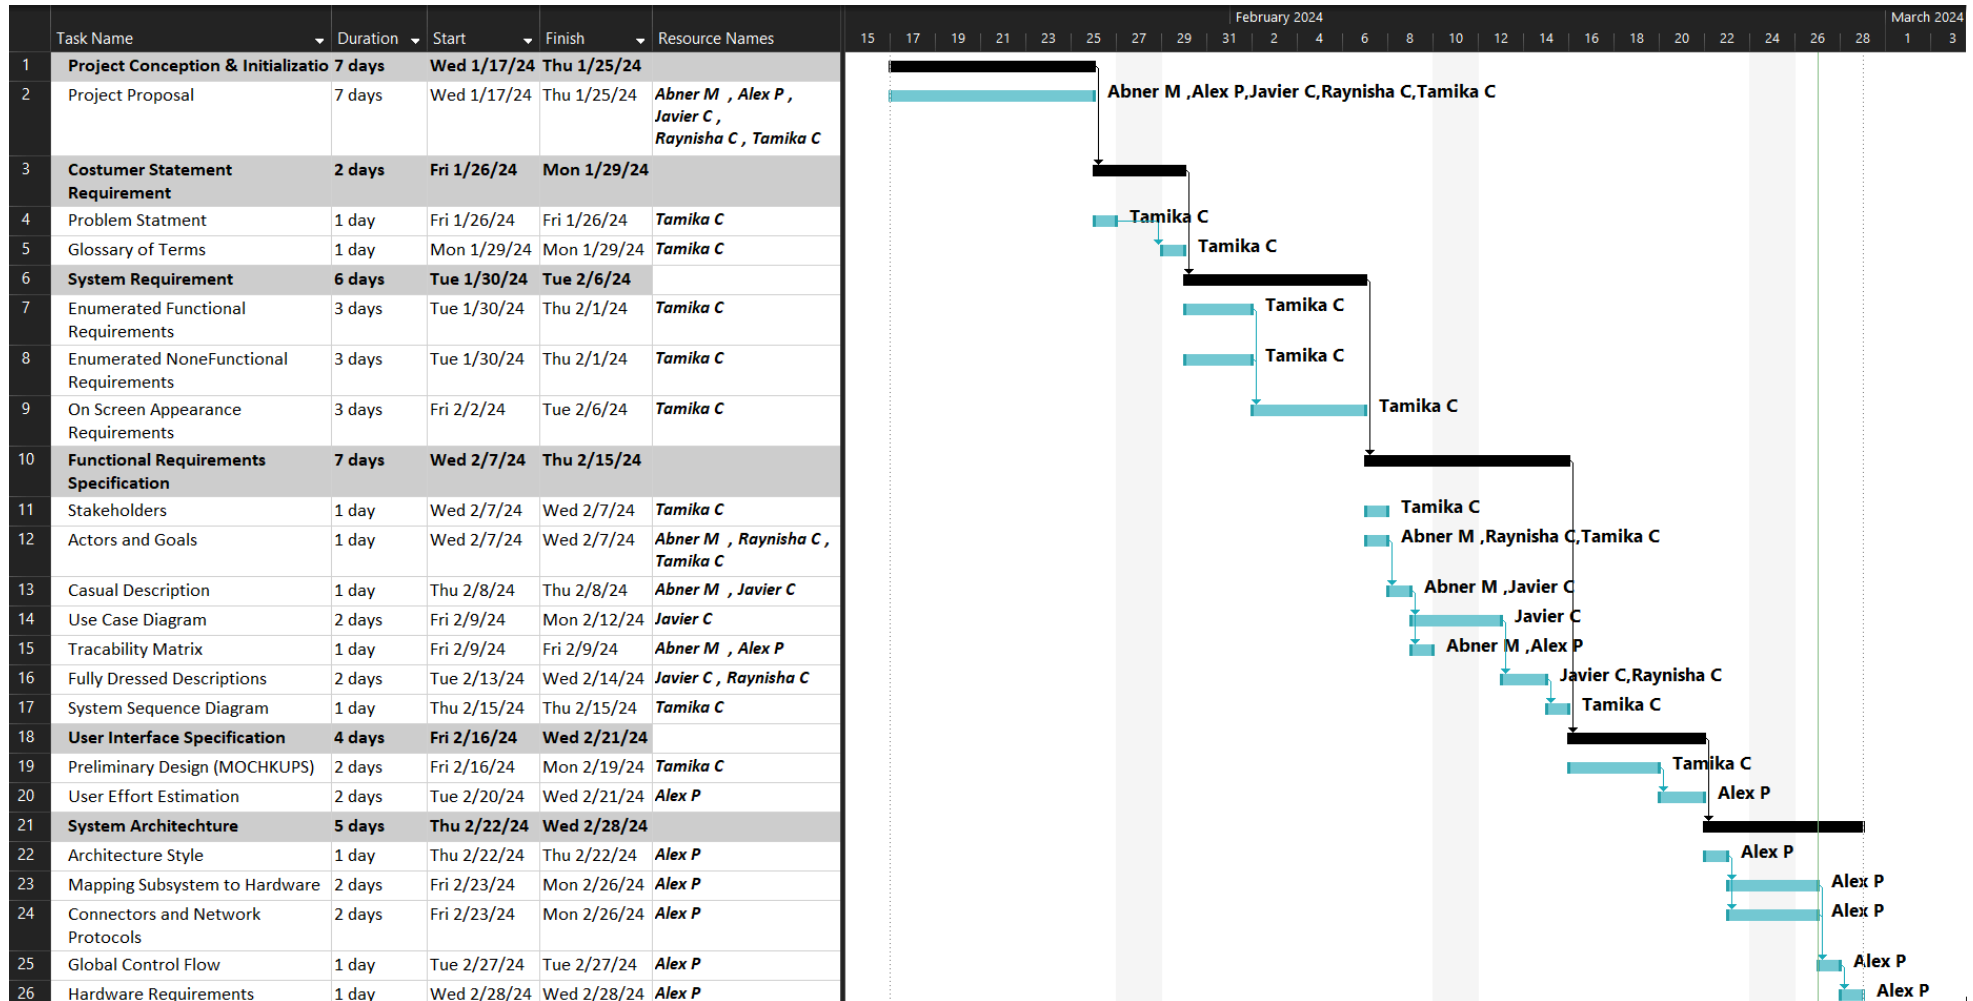 February 2024 March 2024
Task Name Duration Start Finish Resource Names 15 17 19 21 23 25 27 29 31 2 4 6 8 10 12 14 16 18 20 22 24 26 28 1 3
1 Project Conception & Initializatio 7 days Wed 1/17/24 Thu 1/25/24
2 Project Proposal 7 days Wed 1/17/24 Thu 1/25/24 Abner M , Alex P , Abner M ,Alex P,Javier C,Raynisha C,Tamika C
Javier C ,
Raynisha C , Tamika C
3 Costumer Statement 2 days Fri 1/26/24 Mon 1/29/24
Requirement
4 Problem Statment 1 day Fri 1/26/24 Fri 1/26/24 Tamika C Tamika C
5 Glossary of Terms 1 day Mon 1/29/24 Mon 1/29/24 Tamika C Tamika C
6 System Requirement 6 days Tue 1/30/24 Tue 2/6/24
7 Enumerated Functional 3 days Tue 1/30/24 Thu 2/1/24 Tamika C Tamika C
Requirements
8 Enumerated NoneFunctional 3 days Tue 1/30/24 Thu 2/1/24 Tamika C Tamika C
Requirements
9 On Screen Appearance 3 days Fri 2/2/24 Tue 2/6/24 Tamika C Tamika C
Requirements
10 Functional Requirements 7 days Wed 2/7/24 Thu 2/15/24
Specification
11 Stakeholders 1 day Wed 2/7/24 Wed 2/7/24 Tamika C Tamika C
12 Actors and Goals 1 day Wed 2/7/24 Wed 2/7/24 Abner M , Raynisha C , Abner M ,Raynisha C,Tamika C
Tamika C
13 Casual Description 1 day Thu 2/8/24 Thu 2/8/24 Abner M , Javier C Abner M ,Javier C
14 Use Case Diagram 2 days Fri 2/9/24 Mon 2/12/24 Javier C Javier C
15 Tracability Matrix 1 day Fri 2/9/24 Fri 2/9/24 Abner M , Alex P Abner M ,Alex P
16 Fully Dressed Descriptions 2 days Tue 2/13/24 Wed 2/14/24 Javier C , Raynisha C Javier C,Raynisha C
17 System Sequence Diagram 1 day Thu 2/15/24 Thu 2/15/24 Tamika C Tamika C
18 User Interface Specification 4 days Fri 2/16/24 Wed 2/21/24
19 Preliminary Design (MOCHKUPS) 2 days Fri 2/16/24 Mon 2/19/24 Tamika C Tamika C
20 User Effort Estimation 2 days Tue 2/20/24 Wed 2/21/24 Alex P Alex P
21 System Architechture 5 days Thu 2/22/24 Wed 2/28/24
22 Architecture Style 1 day Thu 2/22/24 Thu 2/22/24 Alex P Alex P
23 Mapping Subsystem to Hardware 2 days Fri 2/23/24 Mon 2/26/24 Alex P Alex P
24 Connectors and Network 2 days Fri 2/23/24 Mon 2/26/24 Alex P Alex P
Protocols
25 Global Control Flow 1 day Tue 2/27/24 Tue 2/27/24 Alex P Alex P
26 Hardware Requirements 1 day Wed 2/28/24 Wed 2/28/24 Alex P Alex P